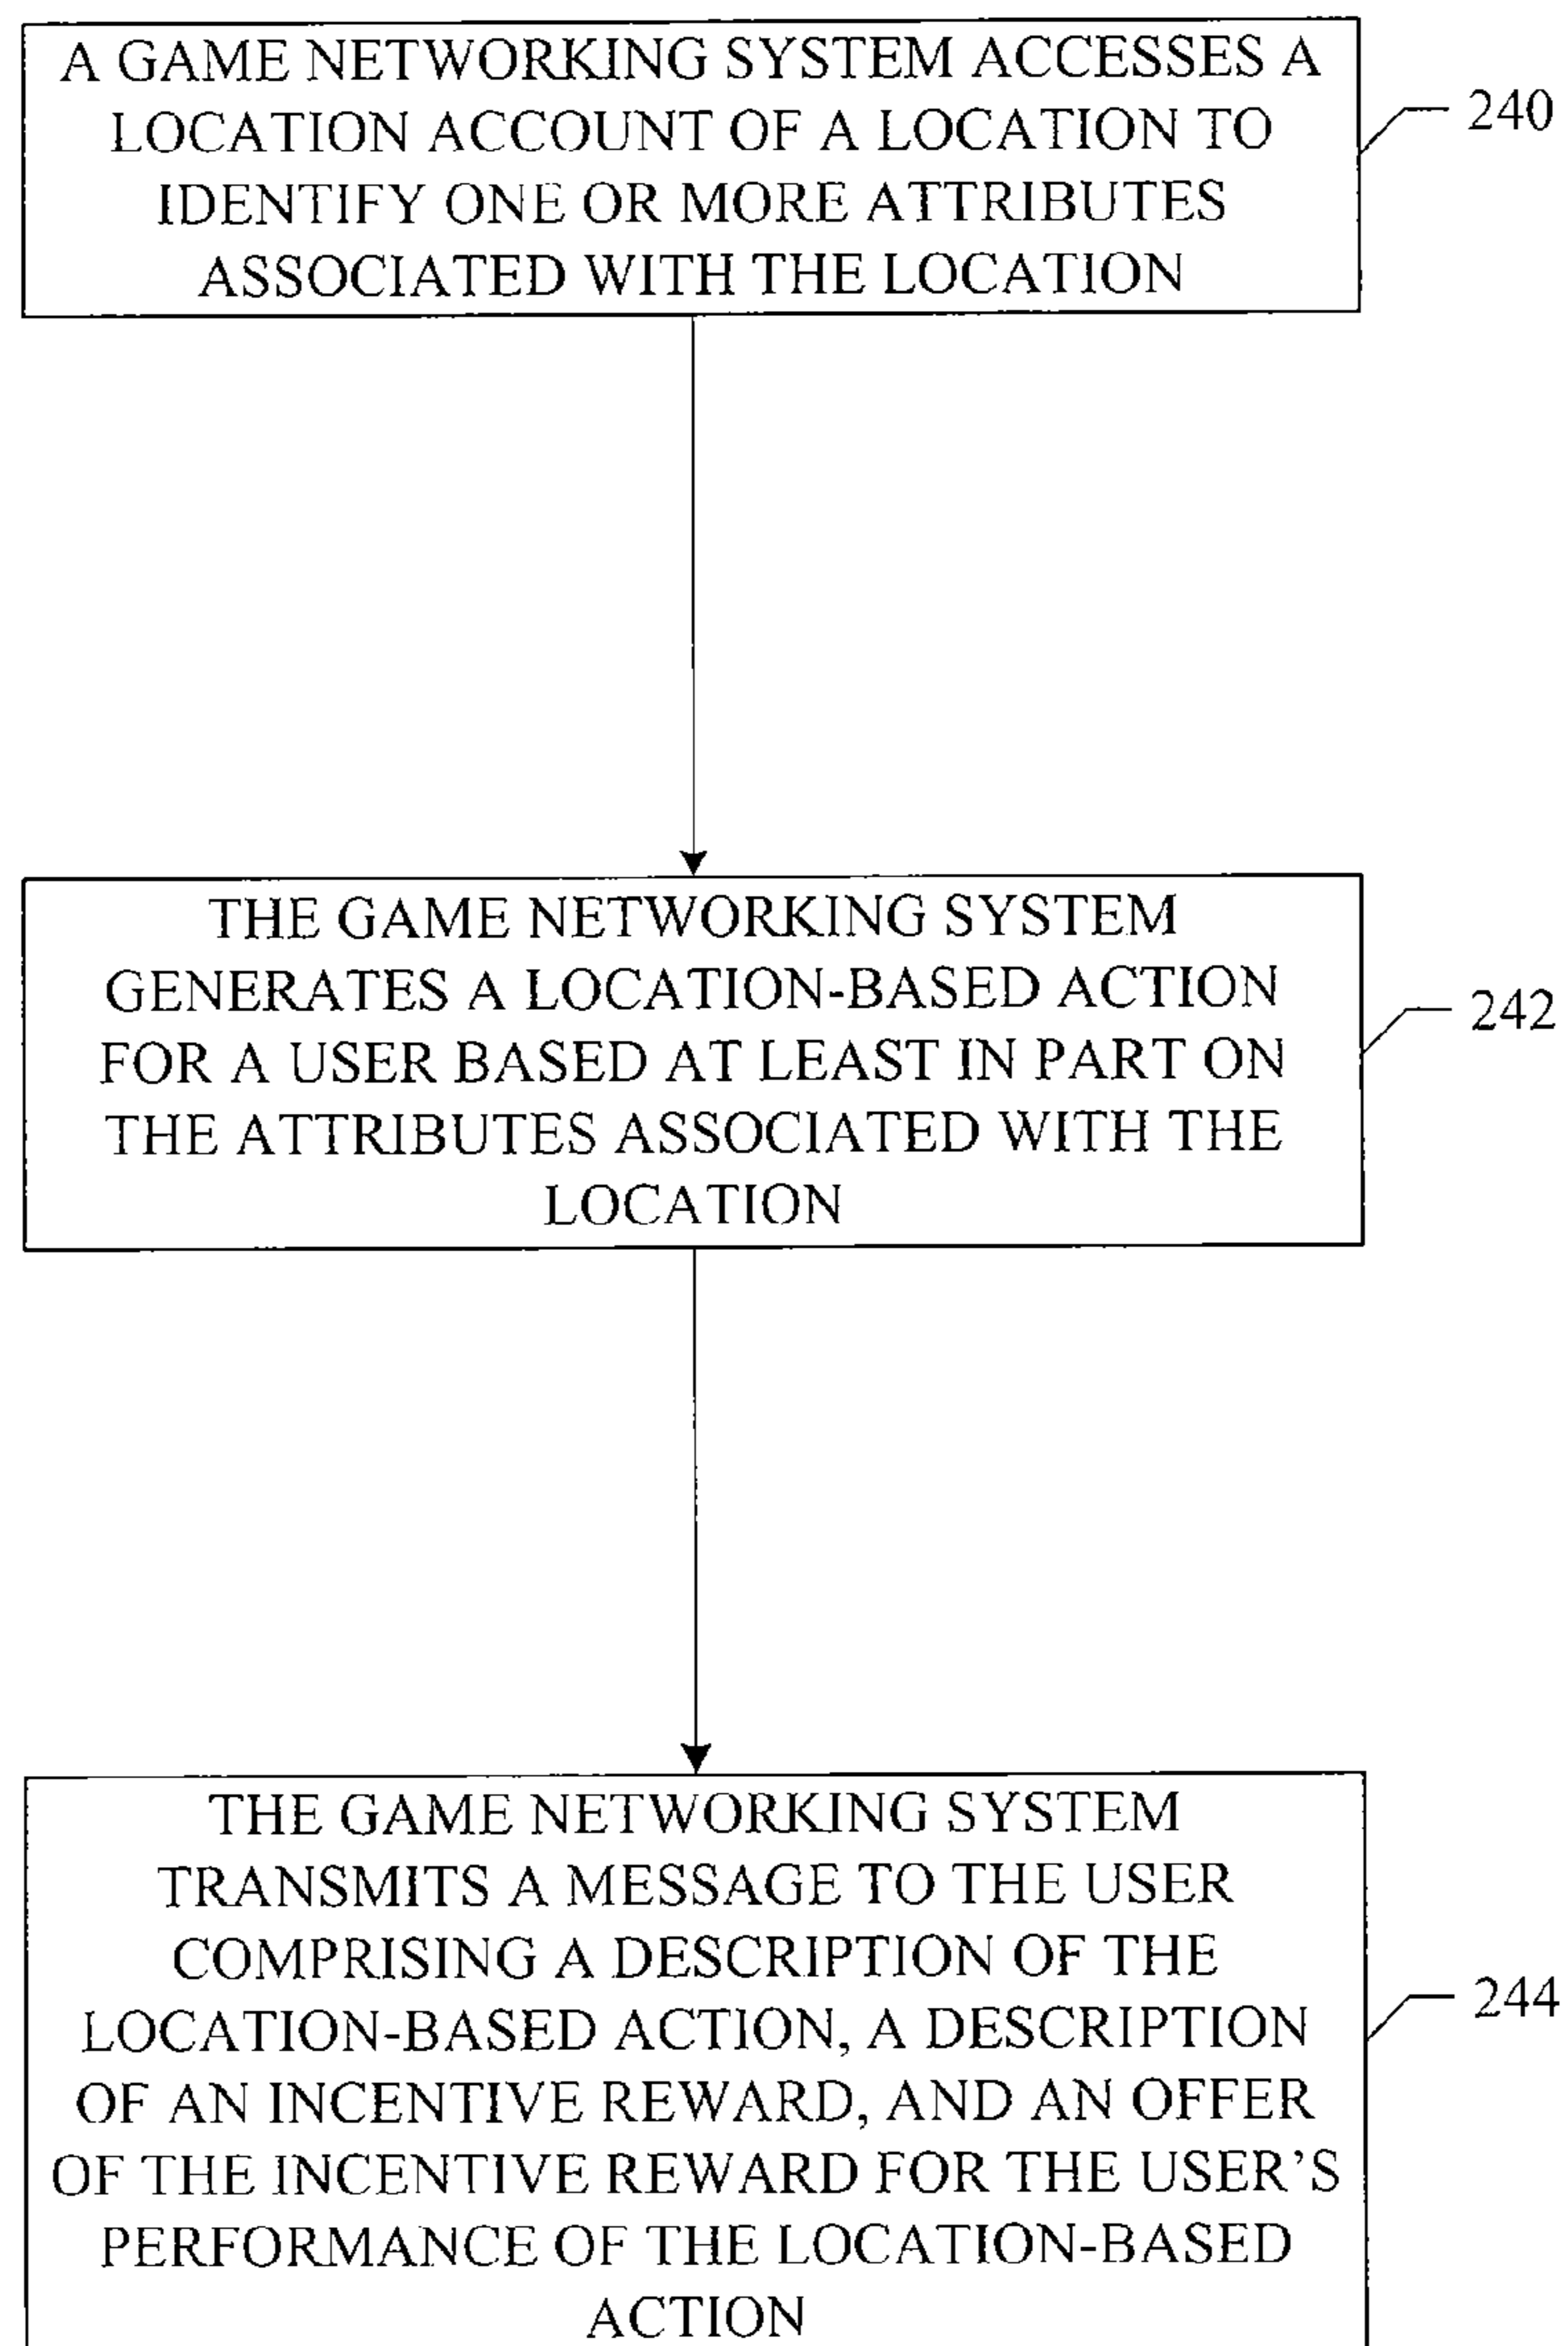 A GAME NETWORKING SYSTEM ACCESSES A
LOCATION ACCOUNT OF A LOCATION TO
IDENTIFY ONE OR MORE ATTRIBUTES
ASSOCIATED WITH THE LOCATION
240
THE GAME NETWORKING SYSTEM
GENERATES A LOCATION-BASED ACTION
FOR A USER BASED AT LEAST IN PART ON
THE ATTRIBUTES ASSOCIATED WITH THE
LOCATION
242
THE GAME NETWORKING SYSTEM
TRANSMITS A MESSAGE TO THE USER
COMPRISING A DESCRIPTION OF THE
LOCATION-BASED ACTION, A DESCRIPTION
OF AN INCENTIVE REWARD, AND AN OFFER
OF THE INCENTIVE REWARD FOR THE USER’S
PERFORMANCE OF THE LOCATION-BASED
ACTION
244